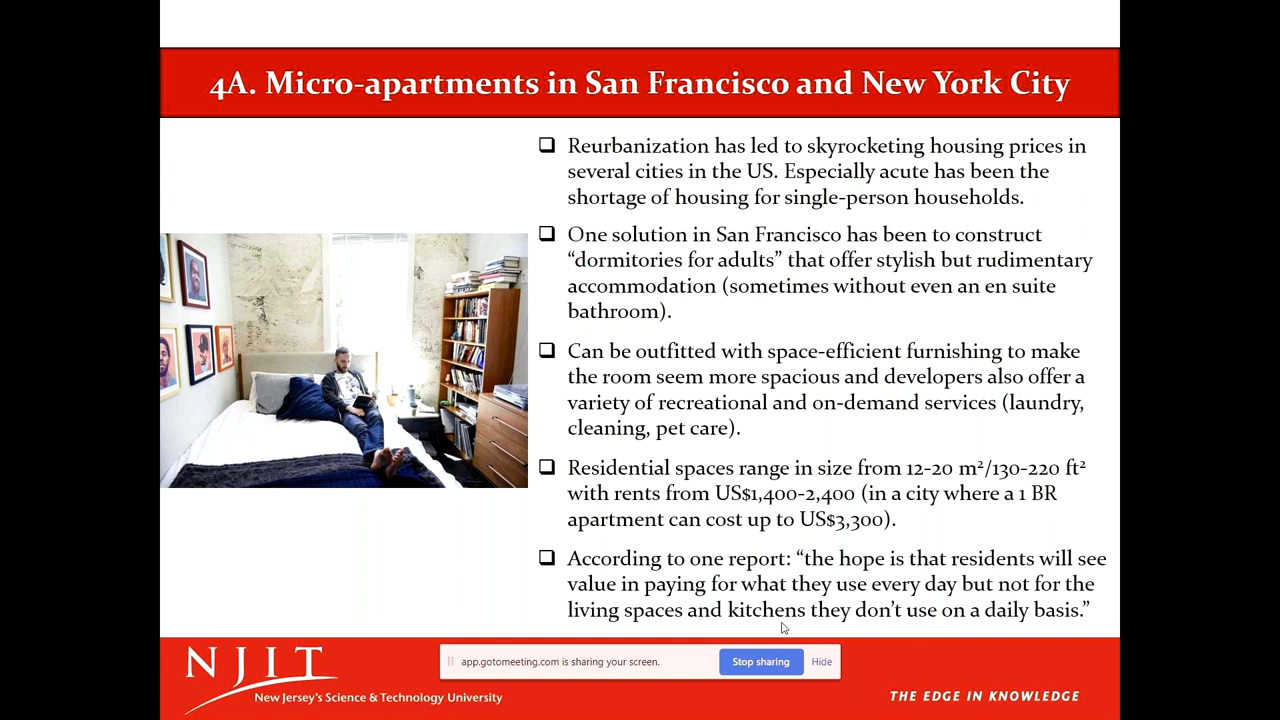 4A. Micro-apartments in San Francisco and New York City
❑ Reurbanization has led to skyrocketing housing prices in
several cities in the US. Especially acute has been the
shortage of housing for single-person households.
❑ One solution in San Francisco has been to construct
“dormitories for adults” that offer stylish but rudimentary
accommodation (sometimes without even an en suite
bathroom).
❑ Can be outfitted with space-efficient furnishing to make
the room seem more spacious and developers also offer a
variety of recreational and on-demand services (laundry,
cleaning, pet care).
❑ Residential spaces range in size from 12-20 m²/130-220 ft²
with rents from US$1,400-2,400 (in a city where a 1 BR
apartment can cost up to US$3,300).
❑ According to one report: “the hope is that residents will see
value in paying for what they use every day but not for the
living spaces and kitchens they don’t use on a daily basis.”
NJIT
New Jersey’s Science & Technology University
app.gotomeeting.com is sharing your screen.
Stop sharing
Hide
THE EDGE IN KNOWLEDGE